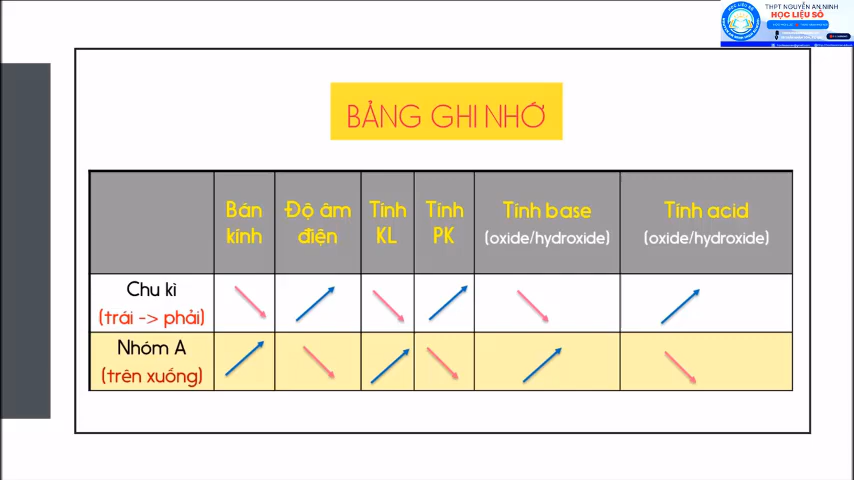 THPT NGUYỄN AN NINH
HỌC LIỆU SỐ
BẢNG GHI NHỚ
Bán kính
Độ âm điện
Tính KL
Tính PK
Tính base
(oxide/hydroxide)
Tính acid
(oxide/hydroxide)
Chu kì
(trái -> phải)
Nhóm A
(trên xuống)